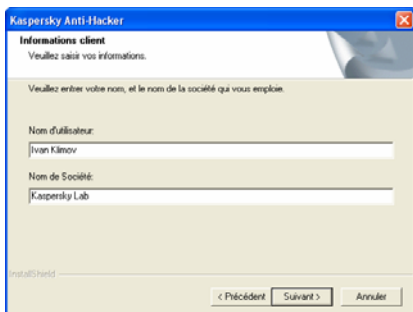 Kaspersky Anti-Hacker
Informations client
Veuillez saisir vos informations.
Veuillez entrer votre nom, et le nom de la société qui vous emploie.
Nom d'utilisateur:
Ivan Klimov
Nom de Société:
Kaspersky Lab
InstallShield
< Précédent
Suivant >
Annuler